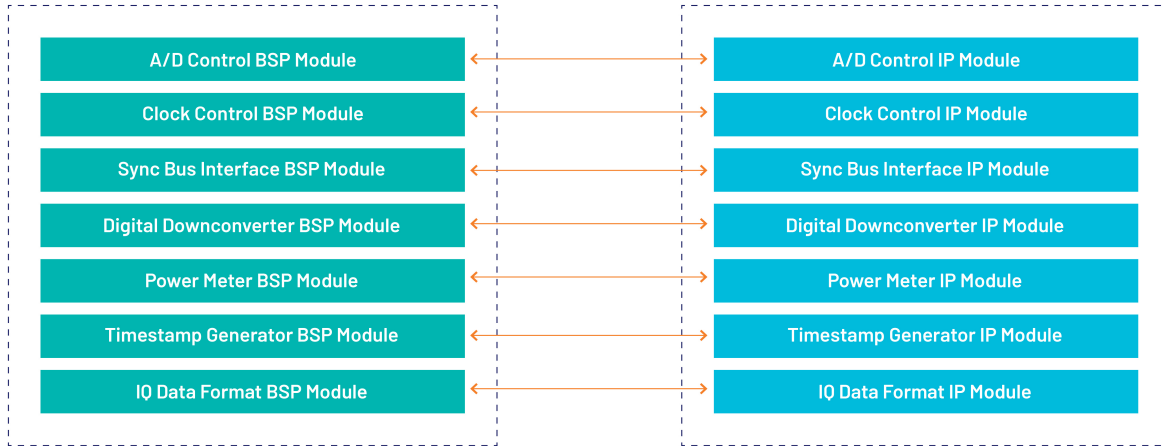 A/D Control BSP Module
A/D Control IP Module
Clock Control BSP Module
Clock Control IP Module
Sync Bus Interface BSP Module
Sync Bus Interface IP Module
Digital Downconverter BSP Module
Digital Downconverter IP Module
Power Meter BSP Module
Power Meter IP Module
Timestamp Generator BSP Module
Timestamp Generator IP Module
IQ Data Format BSP Module
IQ Data Format IP Module